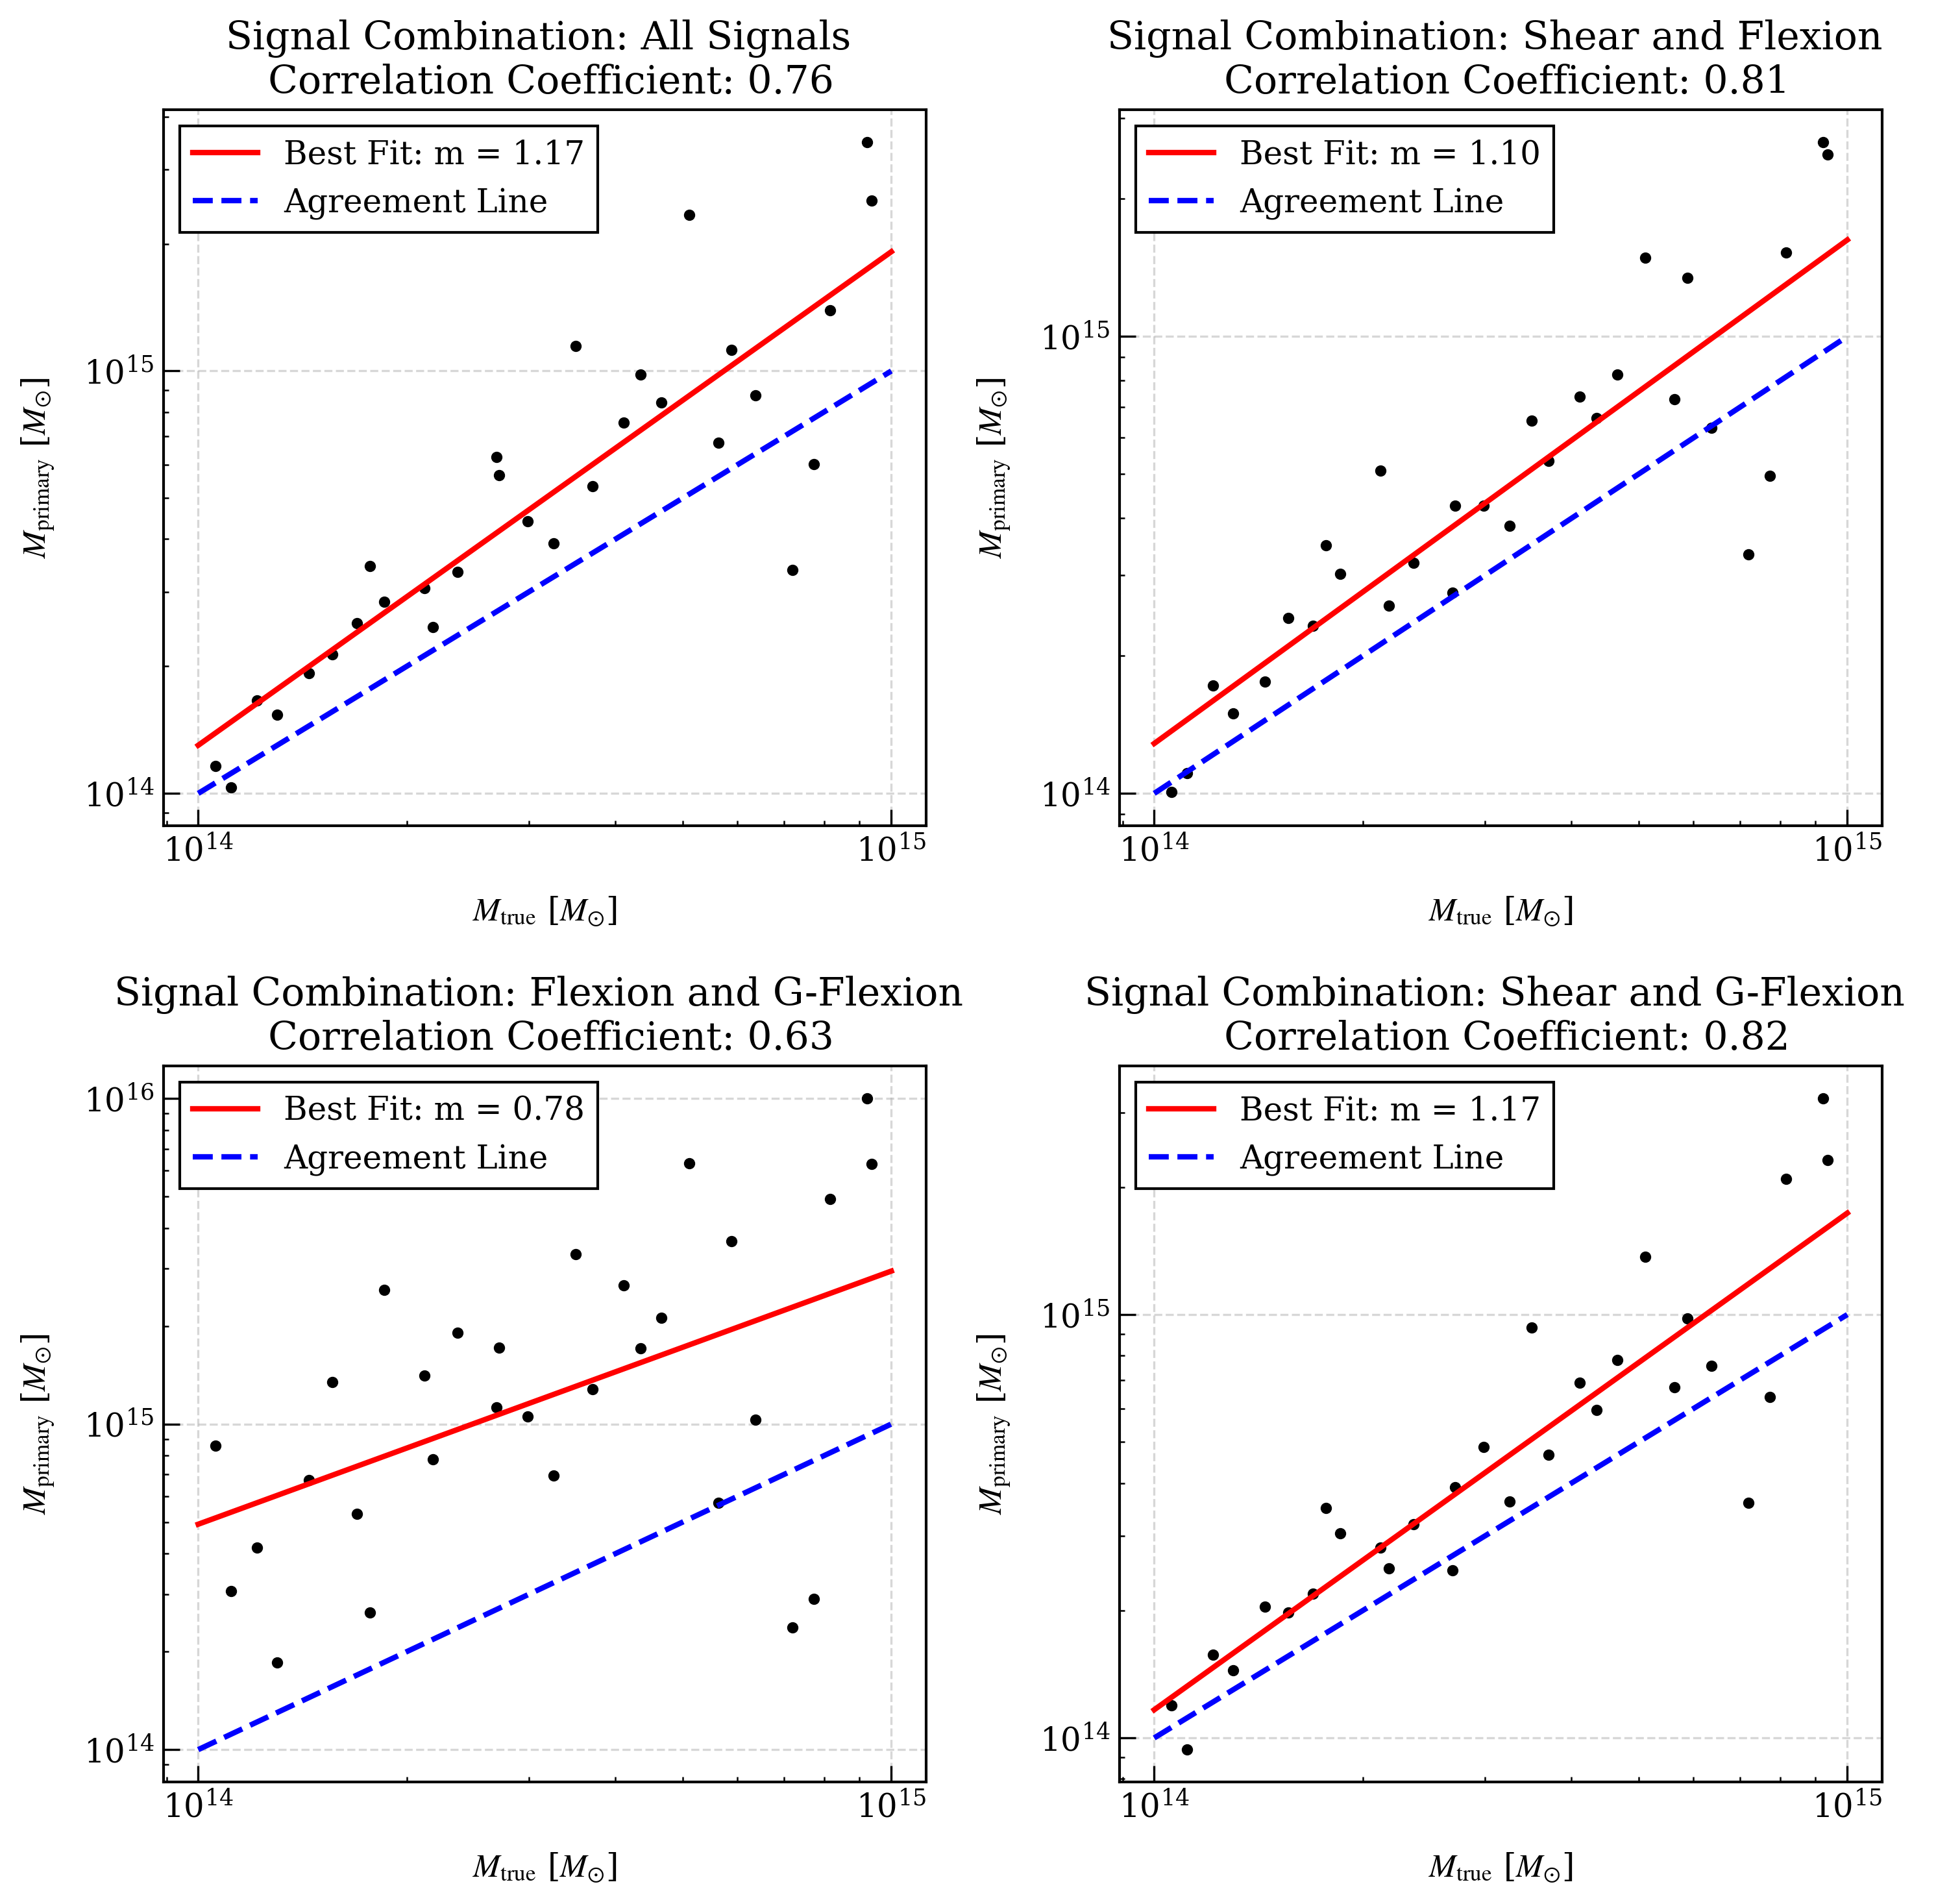 Signal Combination: All Signals
Correlation Coefficient: 0.76
Best Fit: m = 1.17
Agreement Line
10^15
10^14
M_primary [M_⊙]
10^14 10^15
M_true [M_⊙]
Signal Combination: Shear and Flexion
Correlation Coefficient: 0.81
Best Fit: m = 1.10
Agreement Line
10^15
10^14
M_primary [M_⊙]
10^14 10^15
M_true [M_⊙]
Signal Combination: Flexion and G-Flexion
Correlation Coefficient: 0.63
Best Fit: m = 0.78
Agreement Line
10^16
10^15
10^14
M_primary [M_⊙]
10^14 10^15
M_true [M_⊙]
Signal Combination: Shear and G-Flexion
Correlation Coefficient: 0.82
Best Fit: m = 1.17
Agreement Line
10^15
10^14
M_primary [M_⊙]
10^14 10^15
M_true [M_⊙]